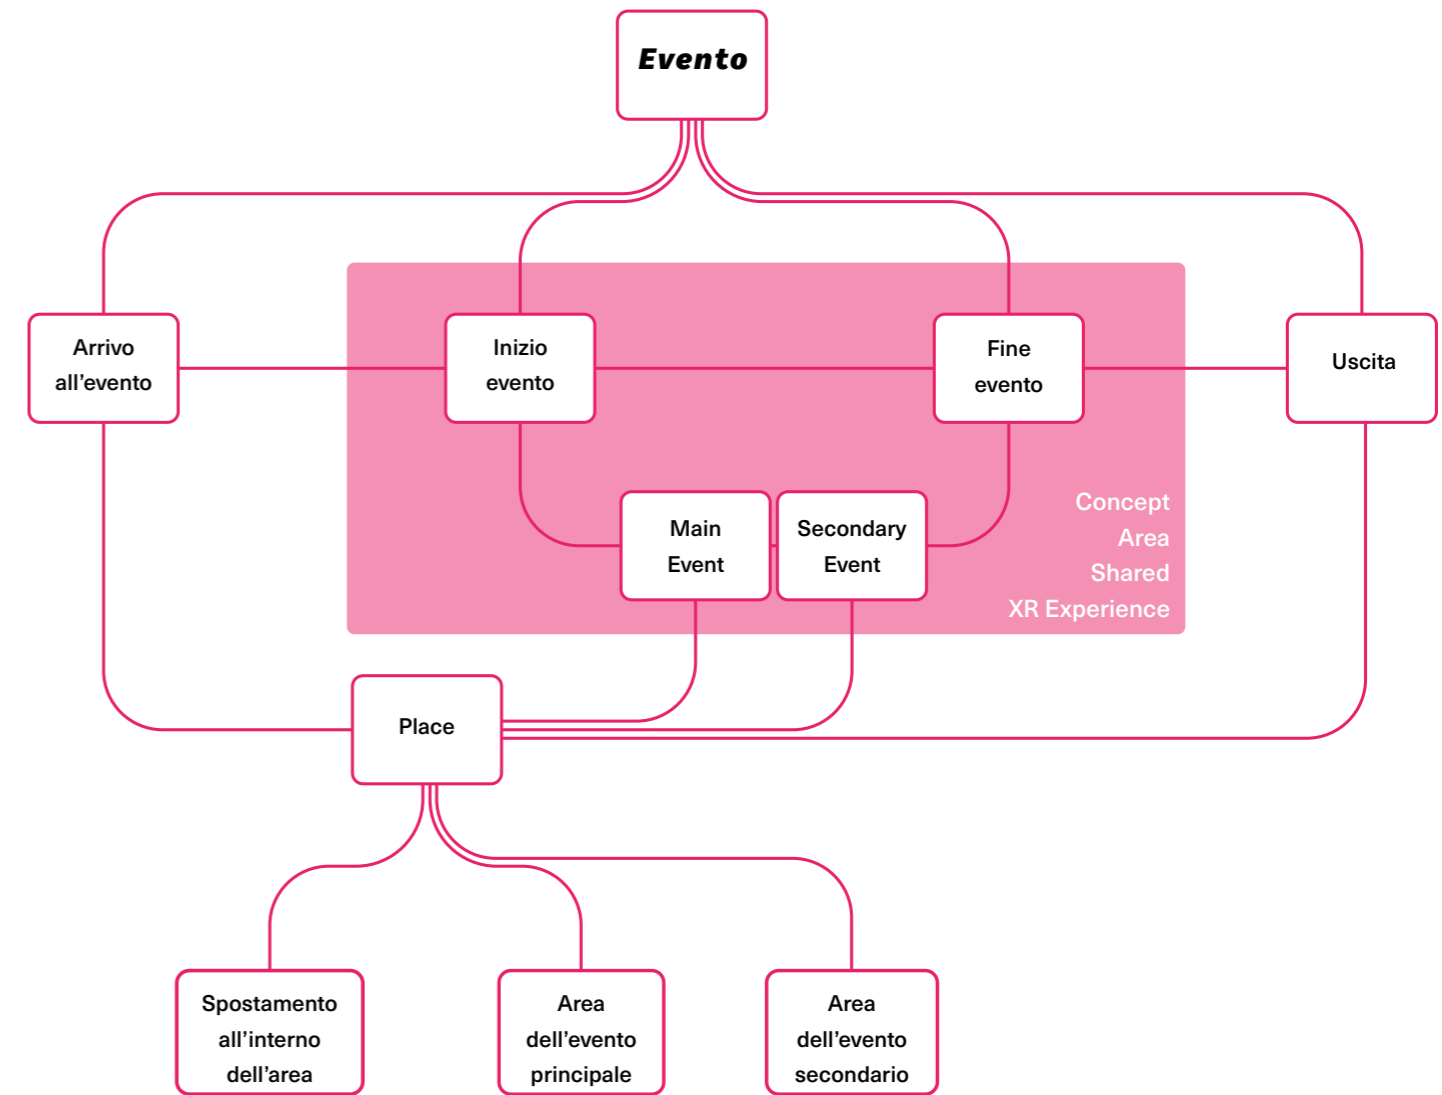 Evento
Arrivo
all'evento
Inizio
evento
Fine
evento
Uscita
Main
Event
Secondary
Event
Concept
Area
Shared
XR Experience
Place
Spostamento
all'interno
dell'area
Area
dell'evento
principale
Area
dell'evento
secondario